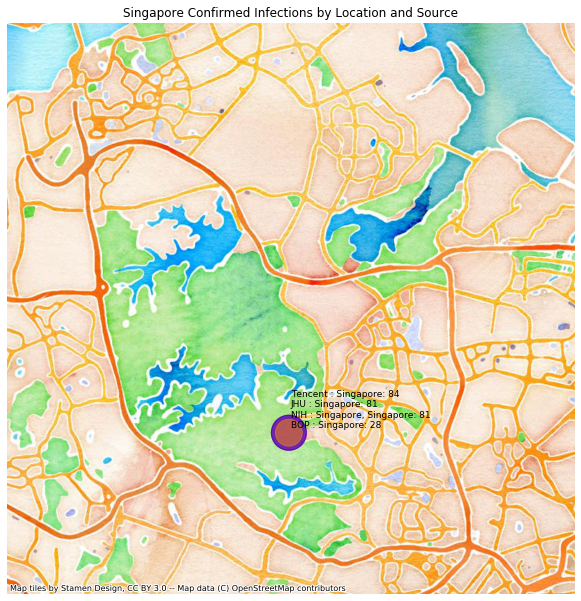 Singapore Confirmed Infections by Location and Source
Tencent : Singapore: 84
JHU : Singapore: 81
NIH : Singapore, Singapore: 81
BOP : Singapore: 28
Map tiles by Stamen Design, CC BY 3.0 -- Map data (C) OpenStreetMap contributors